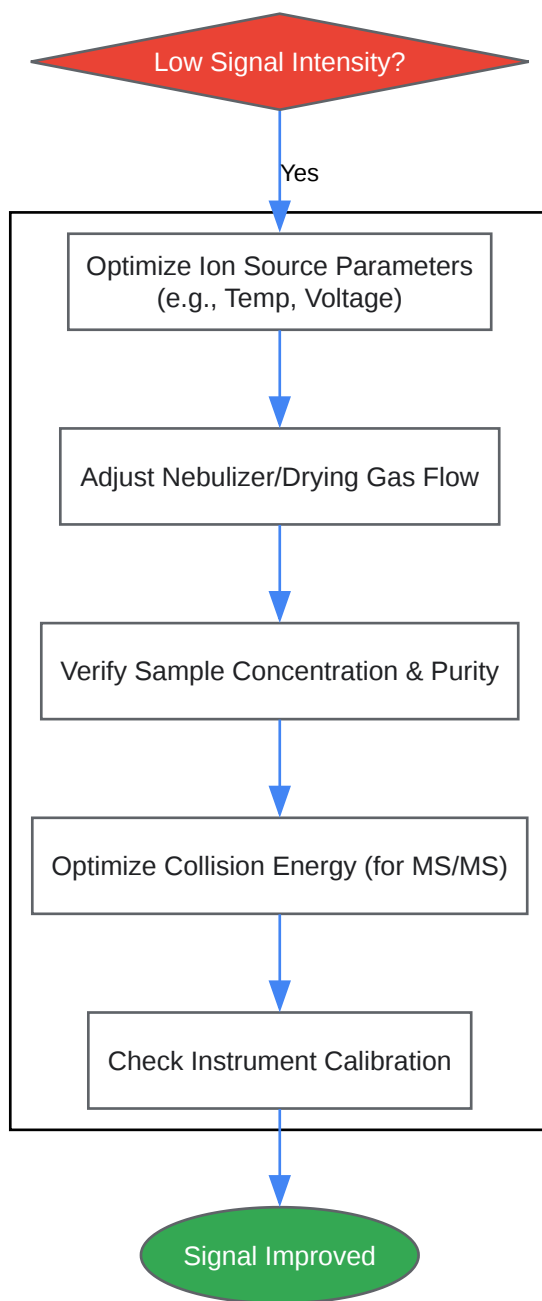 Low Signal Intensity?
Yes
Optimize Ion Source Parameters
(e.g., Temp, Voltage)
Adjust Nebulizer/Drying Gas Flow
Verify Sample Concentration & Purity
Optimize Collision Energy (for MS/MS)
Check Instrument Calibration
Signal Improved